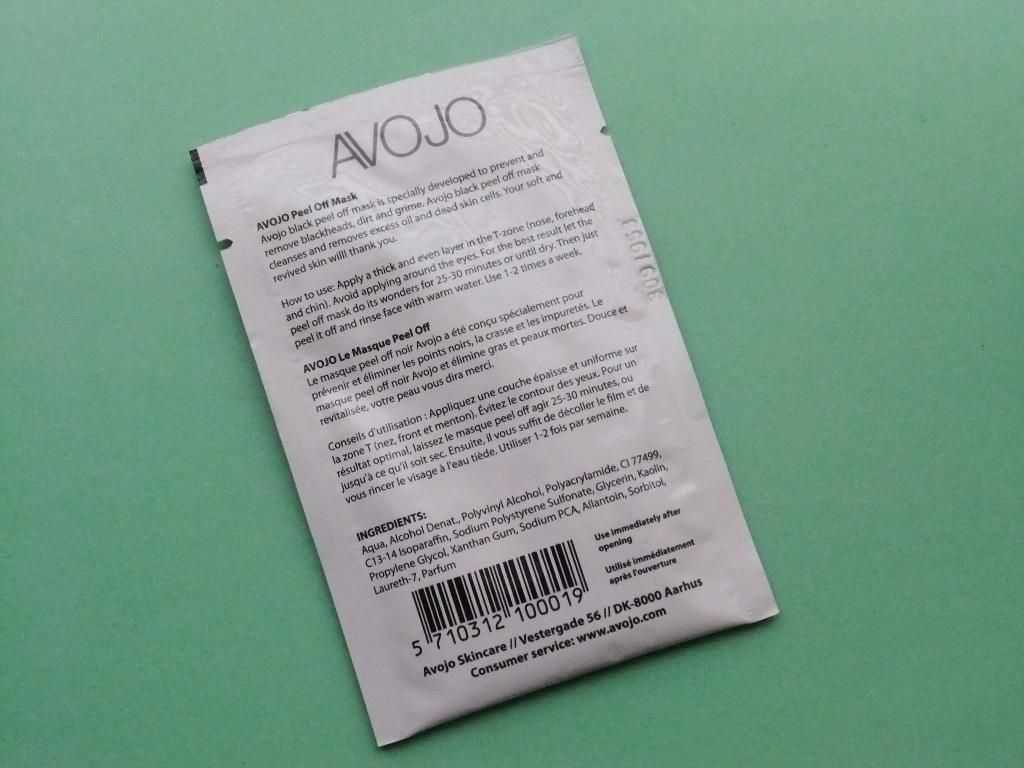 AVOJO
AVOJO Peel Off Mask
Avojo black peel off mask is specially developed to prevent and
remove blackheads, dirt and grime. Avojo black peel off mask
cleanses and removes excess oil and dead skin cells. Your soft and
revived skin willl thank you.
How to use: Apply a thick and even layer in the T-zone (nose, forehead
and chin). Avoid applying around the eyes. For the best result let the
peel off mask do its wonders for 25-30 minutes or until dry. Then just
peel it off and rinse face with warm water. Use 1-2 times a week.
AVOJO Le Masque Peel Off
Le masque peel off noir Avojo a été conçu spécialement pour
prévenir et éliminer les points noirs, la crasse et les impuretés. Le
masque peel off noir Avojo et élimine gras et peaux mortes. Douce et
revitalisée, votre peau vous dira merci.
Conseils d'utilisation : Appliquez une couche épaisse et uniforme sur
la zone T (nez, front et menton). Évitez le contour des yeux. Pour un
résultat optimal, laissez le masque peel off agir 25-30 minutes, ou
jusqu'à ce qu'il soit sec. Ensuite, il vous suffit de décoller le film et de
vous rincer le visage à l'eau tiède. Utiliser 1-2 fois par semaine.
INGREDIENTS:
Aqua, Alcohol Denat., Polyvinyl Alcohol, Polyacrylamide, CI 77499,
C13-14 Isoparaffin, Sodium Polystyrene Sulfonate, Glycerin, Kaolin,
Propylene Glycol, Xanthan Gum, Sodium PCA, Allantoin, Sorbitol,
Laureth-7, Parfum
Use immediately after
opening
Utilisé immédiatement
après l'ouverture
5 710312 100019
Avojo Skincare // Vestergade 56 // DK-8000 Aarhus
Consumer service: www.avojo.com